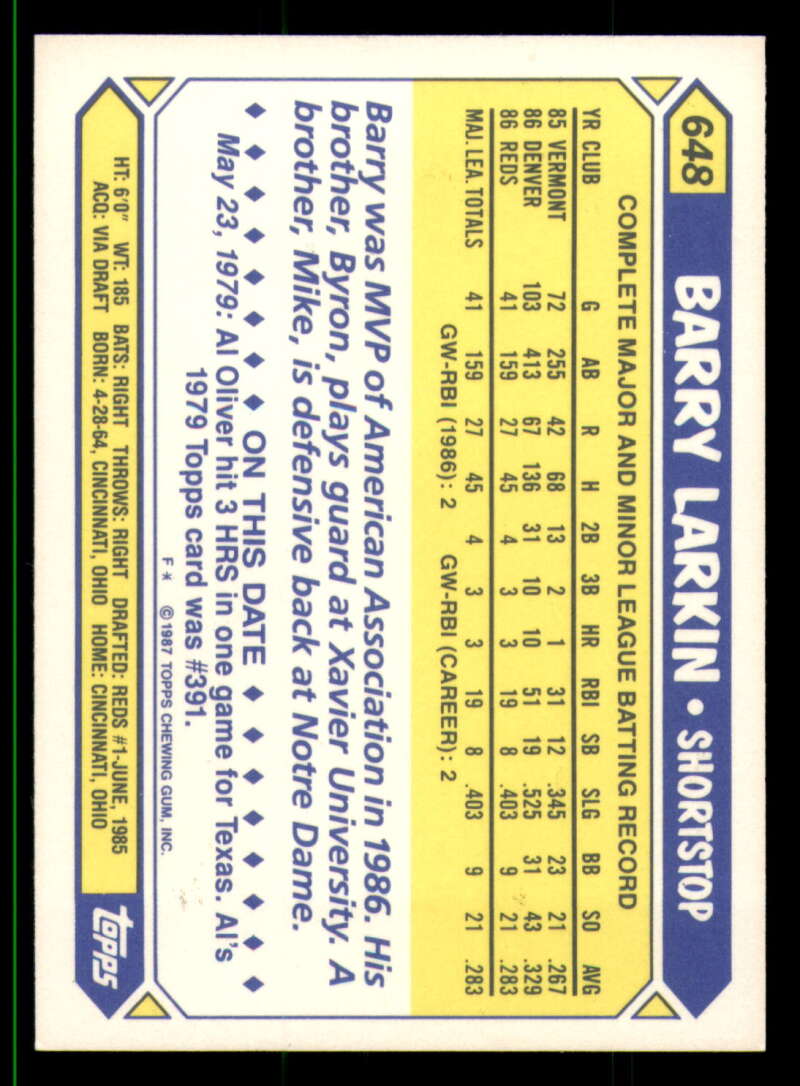 648
BARRY LARKIN • SHORTSTOP
COMPLETE MAJOR AND MINOR LEAGUE BATTING RECORD
YR CLUB G AB R H 2B 3B HR RBI SB SLG BB SO AVG
85 VERMONT 72 255 42 68 13 2 1 31 12 .345 23 21 .267
86 DENVER 103 413 67 136 31 10 10 51 19 .525 31 43 .329
86 REDS 41 159 27 45 4 3 3 19 8 .403 9 21 .283
MAJ. LEA. TOTALS 41 159 27 45 4 3 3 19 8 .403 9 21 .283
GW-RBI (1986): 2 GW-RBI (CAREER): 2
Barry was MVP of American Association in 1986. His
brother, Byron, plays guard at Xavier University. A
brother, Mike, is defensive back at Notre Dame.
ON THIS DATE
May 23, 1979: Al Oliver hit 3 HRS in one game for Texas. Al's
1979 Topps card was #391.
F* ©1987 TOPPS CHEWING GUM, INC.
HT: 6'0" WT: 185 BATS: RIGHT THROWS: RIGHT DRAFTED: REDS #1-JUNE, 1985
ACQ: VIA DRAFT BORN: 4-28-64, CINCINNATI, OHIO HOME: CINCINNATI, OHIO
topps